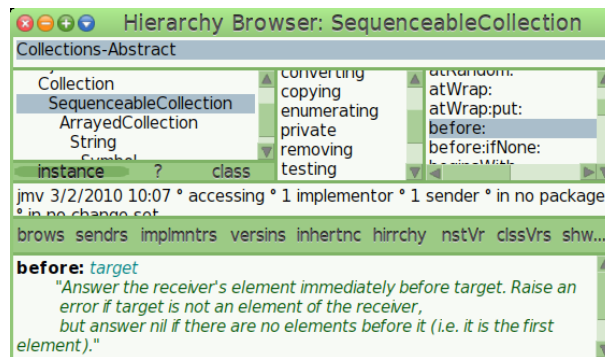 Hierarchy Browser: SequenceableCollection
Collections-Abstract
Collection
SequenceableCollection
ArrayedCollection
String
Symbol
instance ? class
converting
copying
enumerating
private
removing
testing
atRandom:
atWrap:
atWrap:put:
before:
before:ifNone:
beginsWith:
jmv 3/2/2010 10:07 ° accessing ° 1 implementor ° 1 sender ° in no package
° in no change set
brows sendrs implmntrs versins inhertnc hirrchy nstVr clssVrs shw...
before: target
"Answer the receiver's element immediately before target. Raise an
error if target is not an element of the receiver,
but answer nil if there are no elements before it (i.e. it is the first
element)."